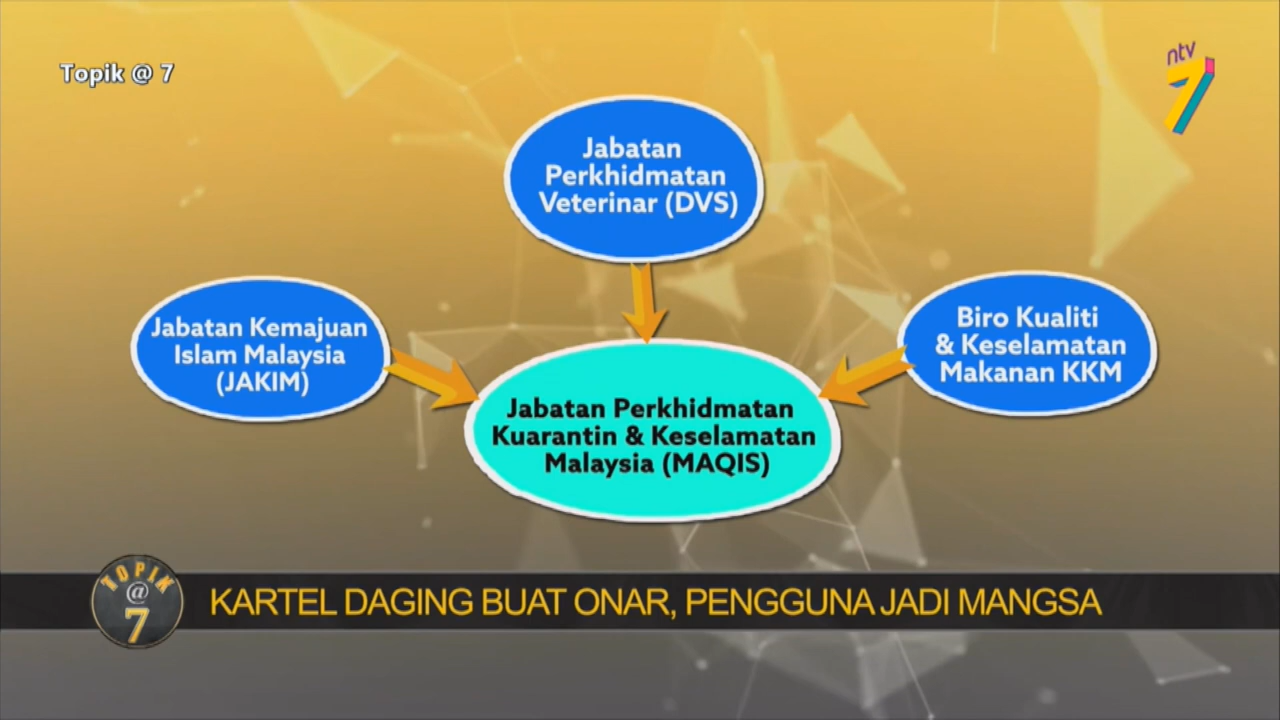 Topik @ 7
ntv
7
Jabatan
Perkhidmatan
Veterinar (DVS)
Jabatan Kemajuan
Islam Malaysia
(JAKIM)
Biro Kualiti
& Keselamatan
Makanan KKM
Jabatan Perkhidmatan
Kuarantin & Keselamatan
Malaysia (MAQIS)
TOPIK
@
7
KARTEL DAGING BUAT ONAR, PENGGUNA JADI MANGSA